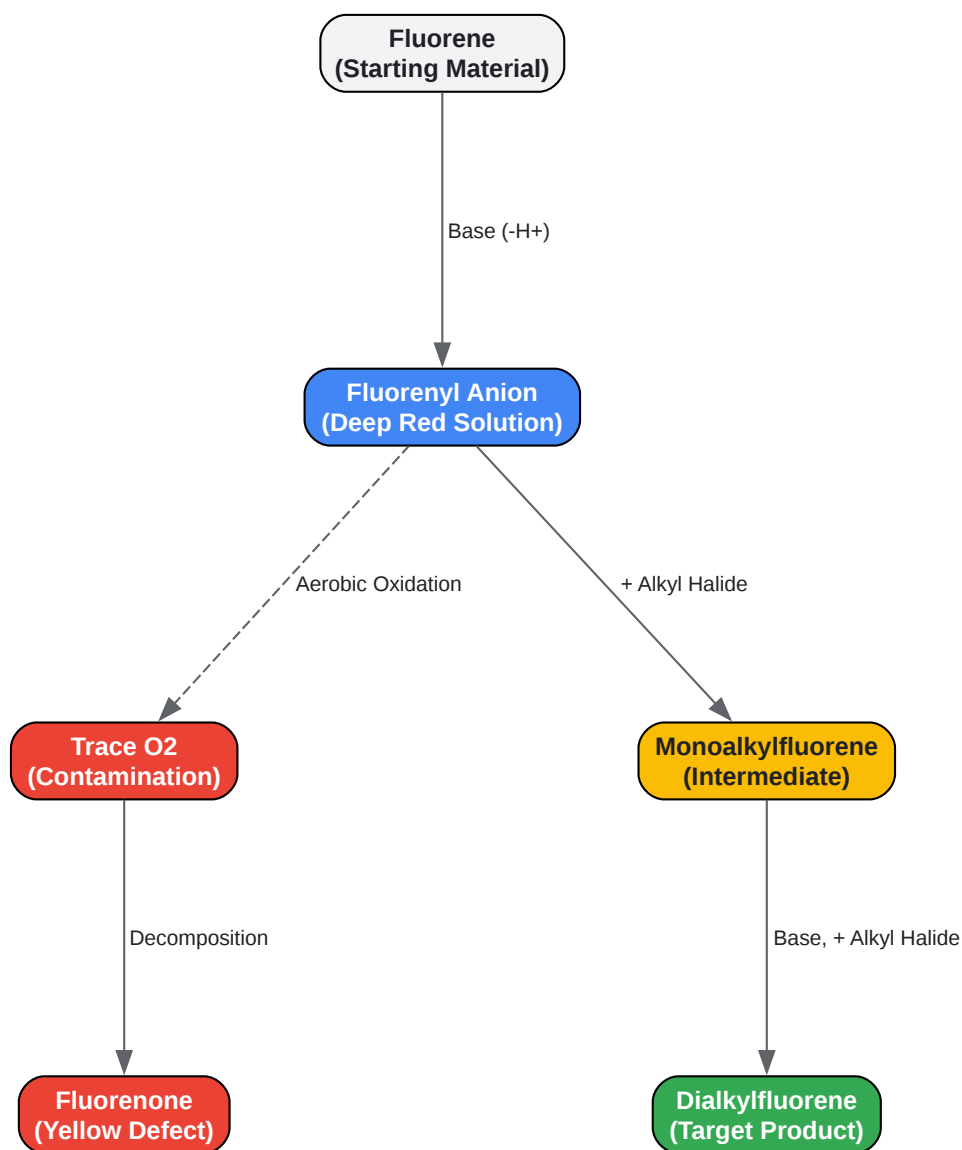 Fluorene
(Starting Material)
Base (-H+)
Fluorenyl Anion
(Deep Red Solution)
Aerobic Oxidation
+ Alkyl Halide
Trace O2
(Contamination)
Monoalkylfluorene
(Intermediate)
Decomposition
Base, + Alkyl Halide
Fluorenone
(Yellow Defect)
Dialkylfluorene
(Target Product)